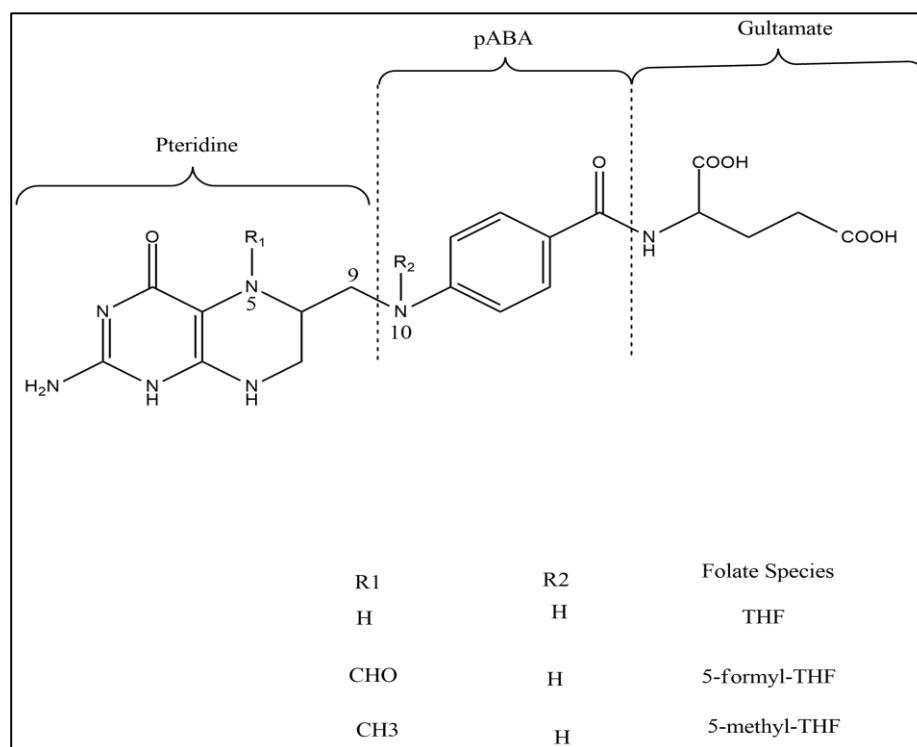 pABA
Gultamate
Pteridine
O
COOH
R1
O
R2
N
5
9
N
H
COOH
N
N
10
H2N
N
H
N
H
R1 R2 Folate Species
H H THF
CHO H 5-formyl-THF
CH3 H 5-methyl-THF